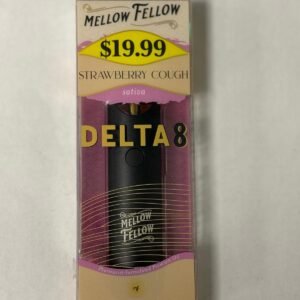 MELLOW FELLOW
$19.99
STRAWBERRY COUGH
sativa
DELTA 8
MELLOW
FELLOW